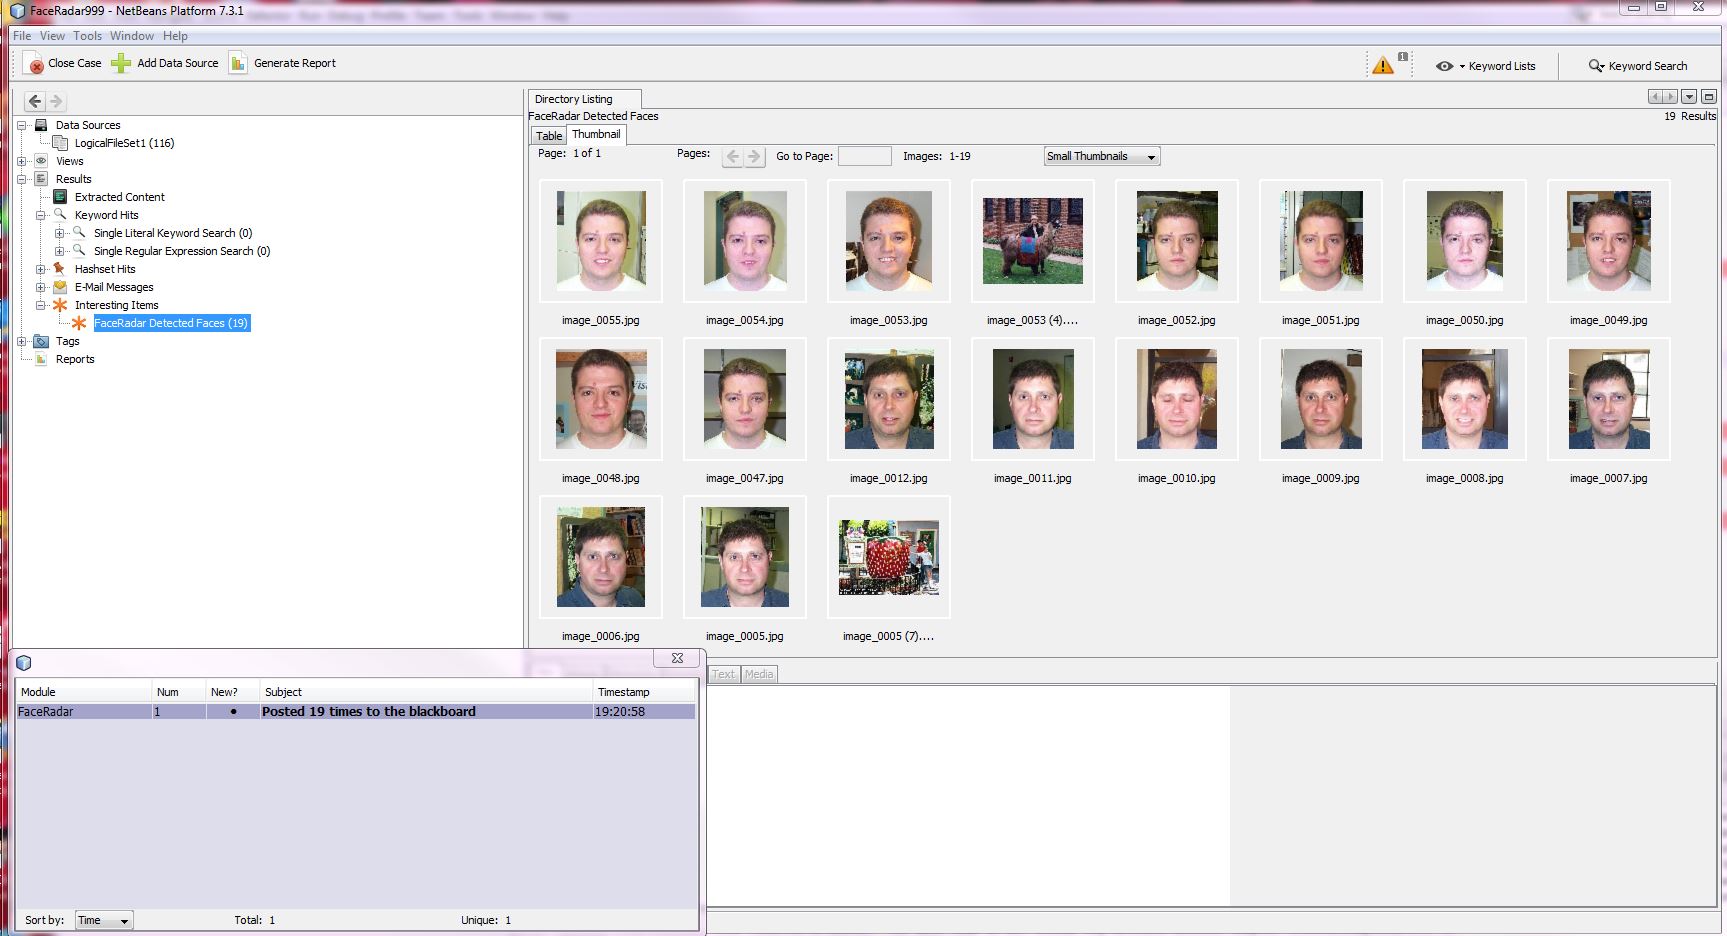 FaceRadar999 - NetBeans Platform 7.3.1
File View Tools Window Help
Close Case Add Data Source Generate Report
1
Keyword Lists Keyword Search
Data Sources
LogicalFileSet1 (116)
Views
Results
Extracted Content
Keyword Hits
Single Literal Keyword Search (0)
Single Regular Expression Search (0)
Hashset Hits
E-Mail Messages
Interesting Items
FaceRadar Detected Faces (19)
Tags
Reports
Directory Listing
FaceRadar Detected Faces 19 Results
Table Thumbnail
Page: 1 of 1 Pages: Go to Page: Images: 1-19 Small Thumbnails
image_0055.jpg image_0054.jpg image_0053.jpg image_0053 (4).... image_0052.jpg image_0051.jpg image_0050.jpg image_0049.jpg
image_0048.jpg image_0047.jpg image_0012.jpg image_0011.jpg image_0010.jpg image_0009.jpg image_0008.jpg image_0007.jpg
image_0006.jpg image_0005.jpg image_0005 (7)....
Text Media
Module Num New? Subject Timestamp
FaceRadar 1 • Posted 19 times to the blackboard 19:20:58
Sort by: Time Total: 1 Unique: 1